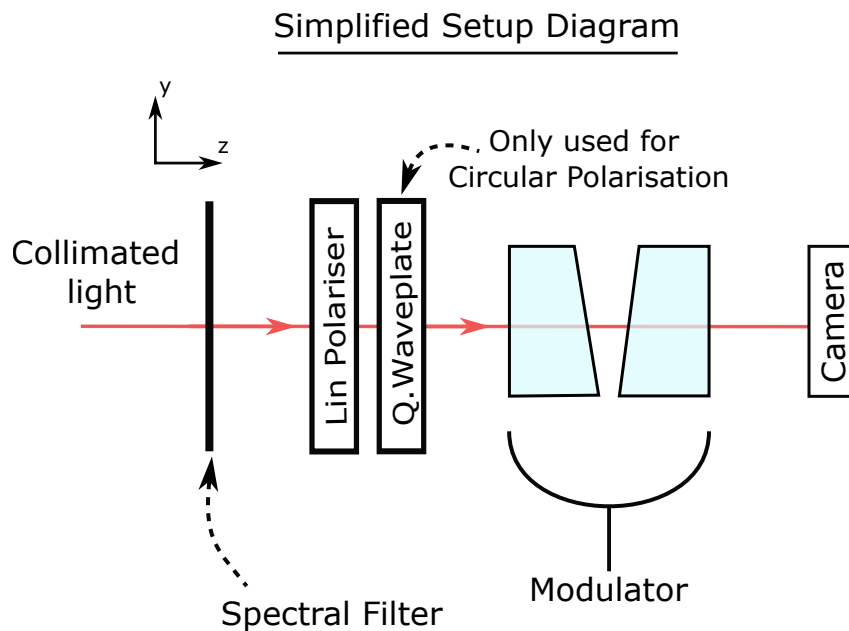 Simplified Setup Diagram
y
z
Only used for
Circular Polarisation
Collimated
light
Lin Polariser
Q.Waveplate
Camera
Modulator
Spectral Filter